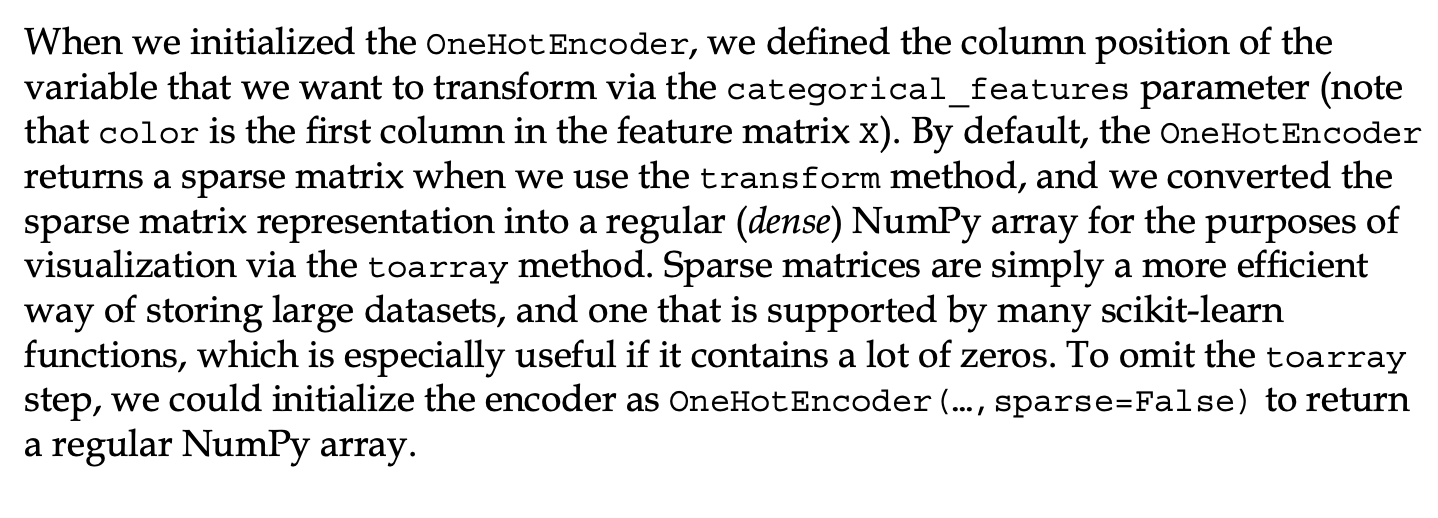 When we initialized the OneHotEncoder, we defined the column position of the
variable that we want to transform via the categorical_features parameter (note
that color is the first column in the feature matrix X). By default, the OneHotEncoder
returns a sparse matrix when we use the transform method, and we converted the
sparse matrix representation into a regular (dense) NumPy array for the purposes of
visualization via the toarray method. Sparse matrices are simply a more efficient
way of storing large datasets, and one that is supported by many scikit-learn
functions, which is especially useful if it contains a lot of zeros. To omit the toarray
step, we could initialize the encoder as OneHotEncoder(…,sparse=False) to return
a regular NumPy array.